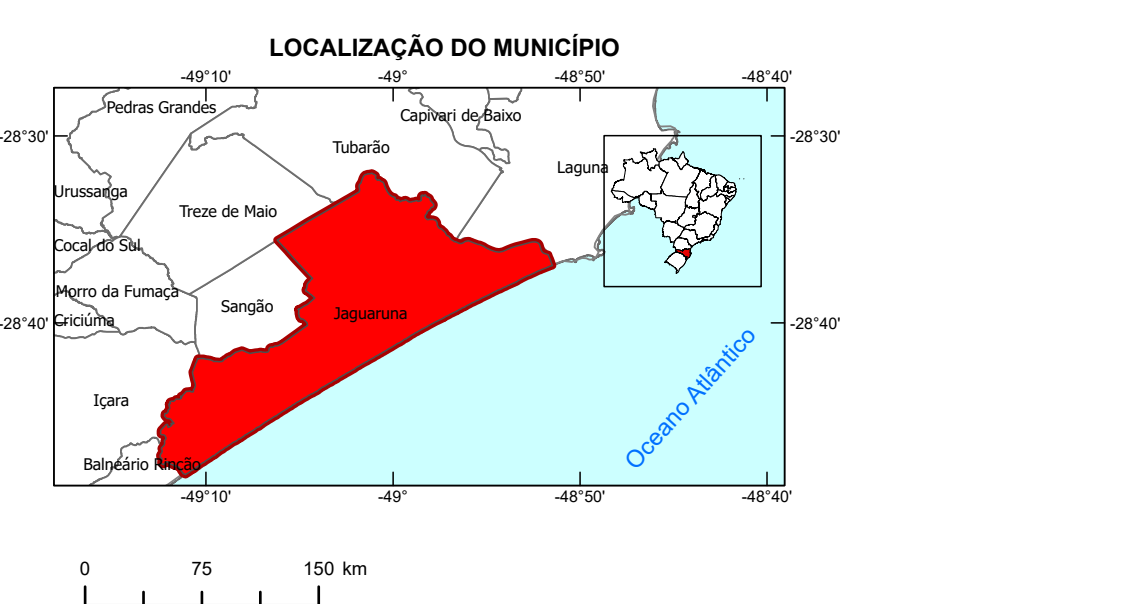 LOCALIZAÇÃO DO MUNICÍPIO
-49°10' -49° -48°50' -48°40'
Pedras Grandes
Capivari de Baixo
-28°30' -28°30'
Tubarão
Laguna
Urussanga
Treze de Maio
Cocal do Sul
Morro da Fumaça
Sangão
Jaguaruna
Criciúma
-28°40' -28°40'
Oceano Atlântico
Içara
Balneário Rincão
-49°10' -49° -48°50' -48°40'
0 75 150 km